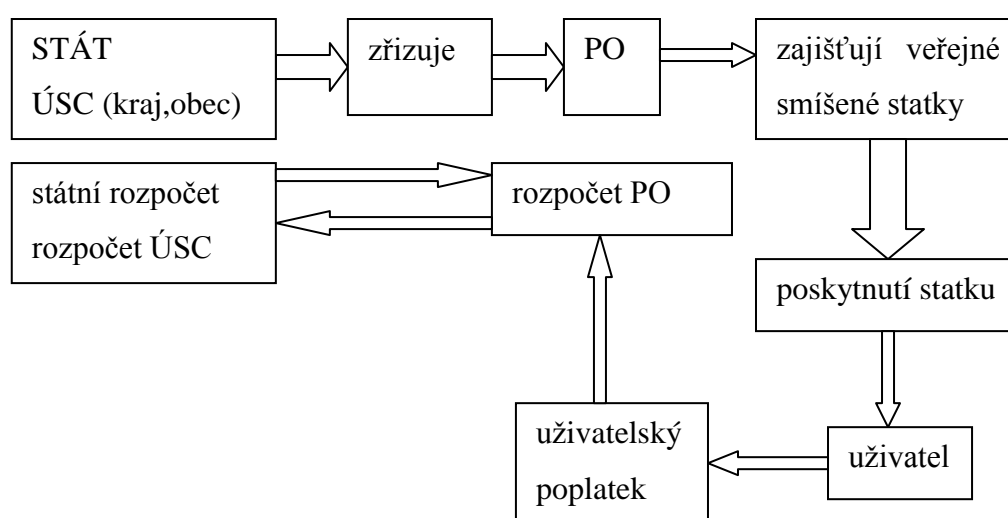 STÁT
ÚSC (kraj,obec)
zřizuje
PO
zajišťují veřejné
smíšené statky
státní rozpočet
rozpočet ÚSC
rozpočet PO
poskytnutí statku
uživatelský
poplatek
uživatel